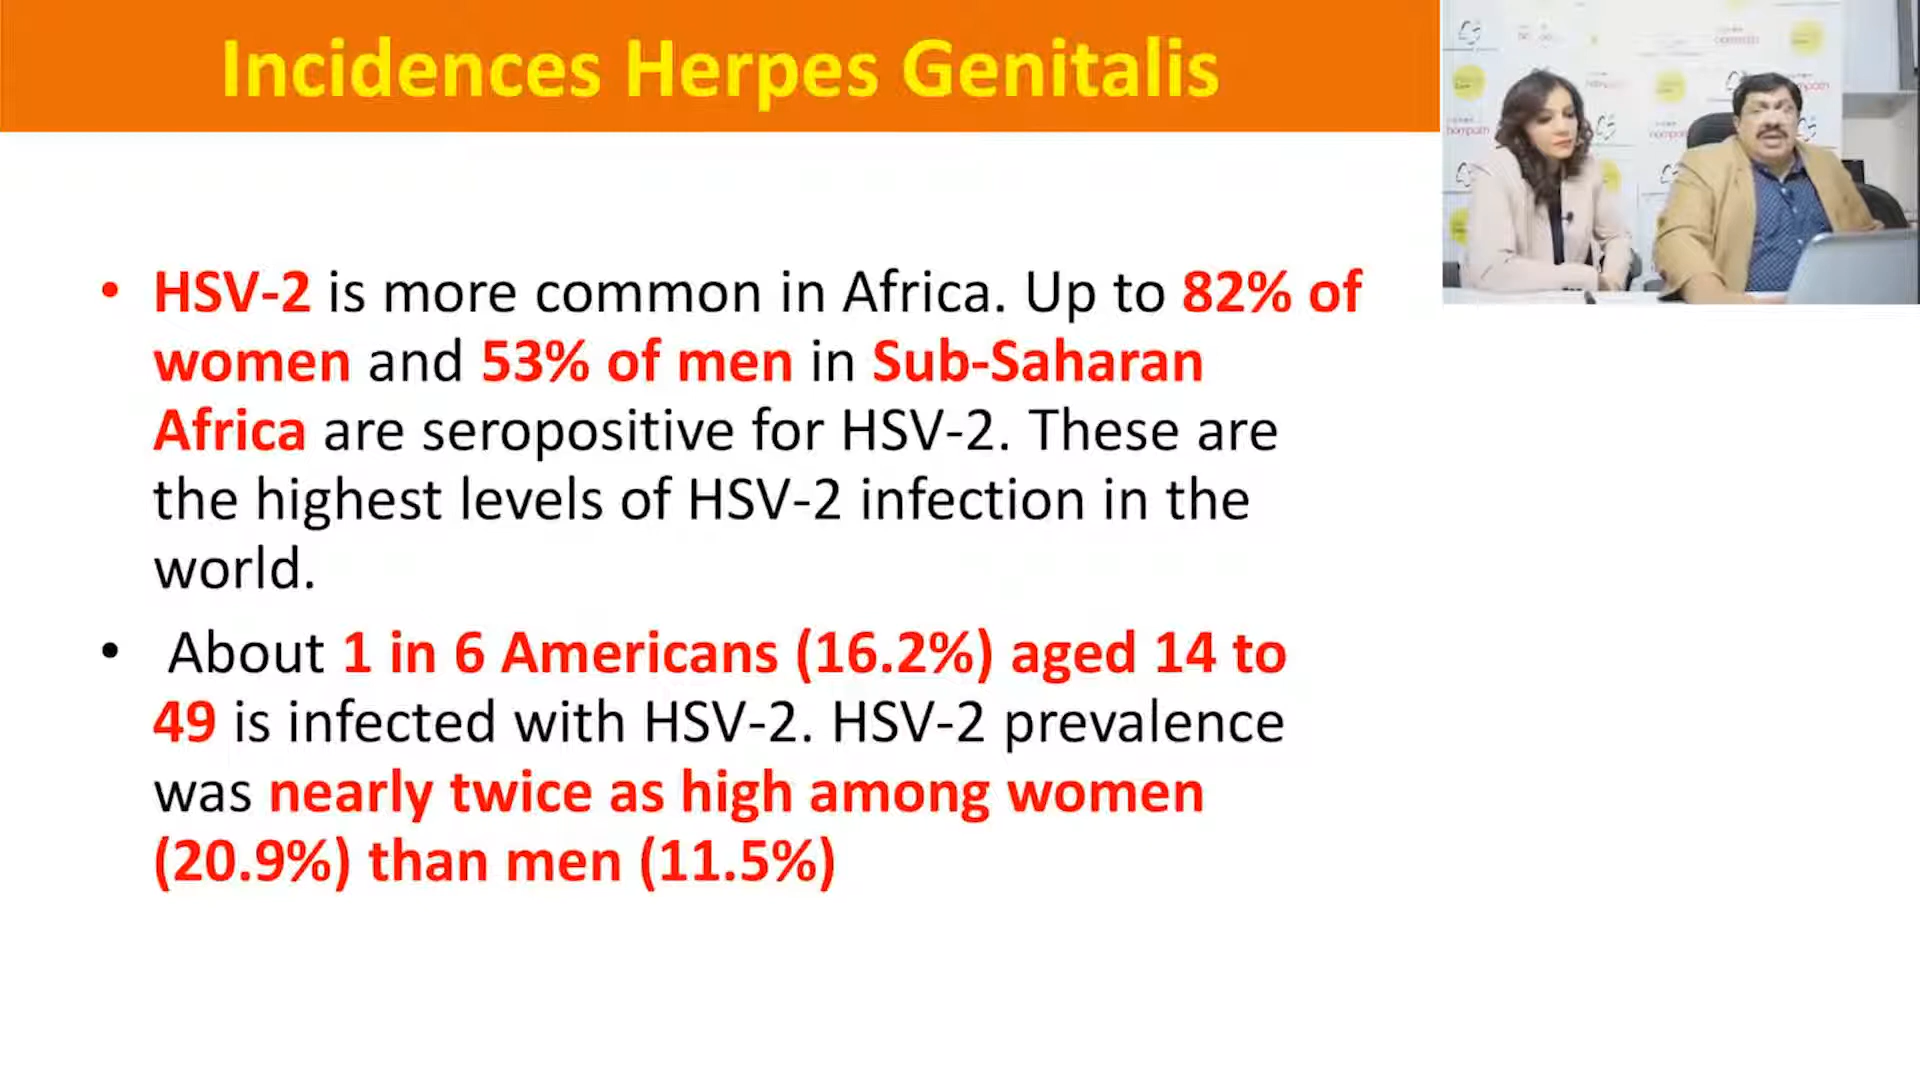 Incidences Herpes Genitalis
• HSV-2 is more common in Africa. Up to 82% of
women and 53% of men in Sub-Saharan
Africa are seropositive for HSV-2. These are
the highest levels of HSV-2 infection in the
world.
• About 1 in 6 Americans (16.2%) aged 14 to
49 is infected with HSV-2. HSV-2 prevalence
was nearly twice as high among women
(20.9%) than men (11.5%)